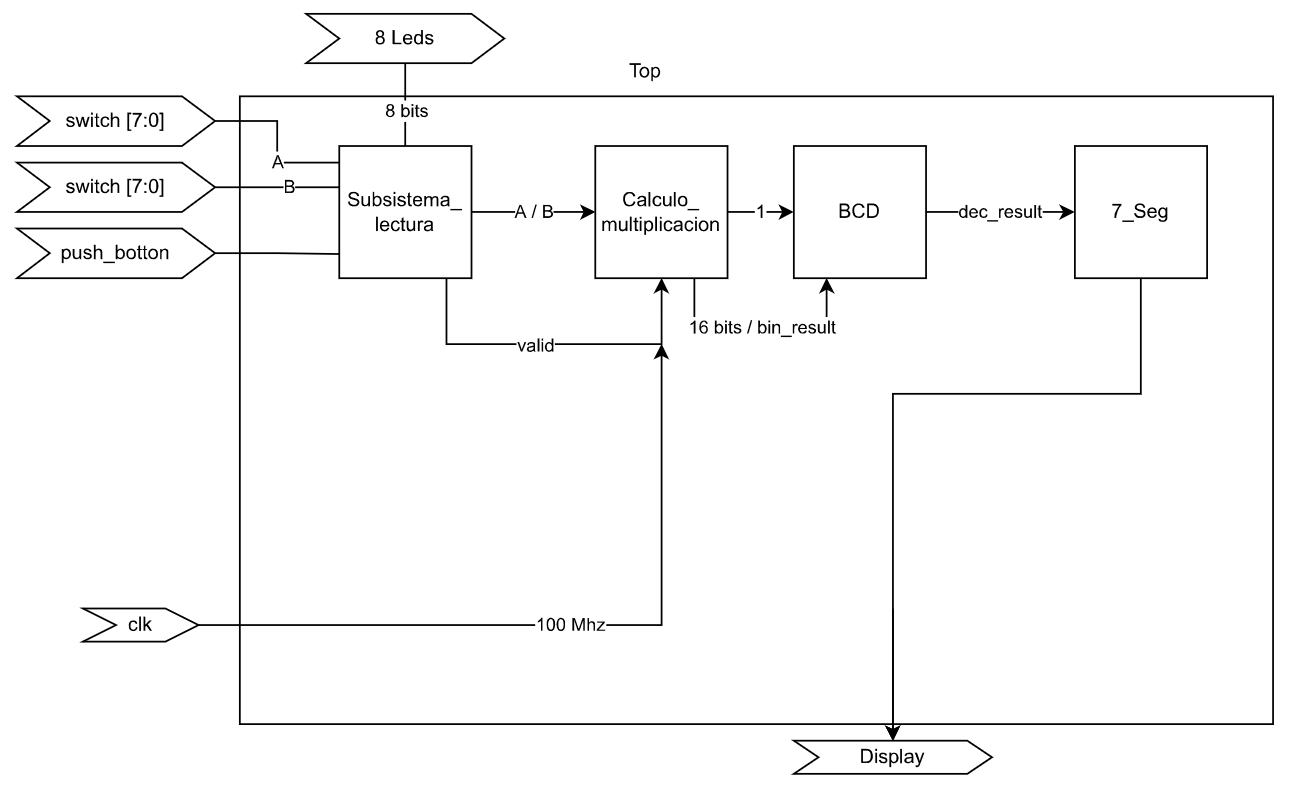 8 Leds
Top
8 bits
switch [7:0]
A
switch [7:0]
B
push_botton
Subsistema_
lectura
A / B
Calculo_
multiplicacion
1
BCD
dec_result
7_Seg
16 bits / bin_result
valid
clk
100 Mhz
Display